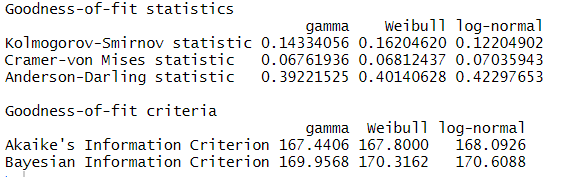 Goodness-of-fit statistics
gamma Weibull log-normal
Kolmogorov-Smirnov statistic 0.14334056 0.16204620 0.12204902
Cramer-von Mises statistic 0.06761936 0.06812437 0.07035943
Anderson-Darling statistic 0.39221525 0.40140628 0.42297653
Goodness-of-fit criteria
gamma Weibull log-normal
Akaike's Information Criterion 167.4406 167.8000 168.0926
Bayesian Information Criterion 169.9568 170.3162 170.6088